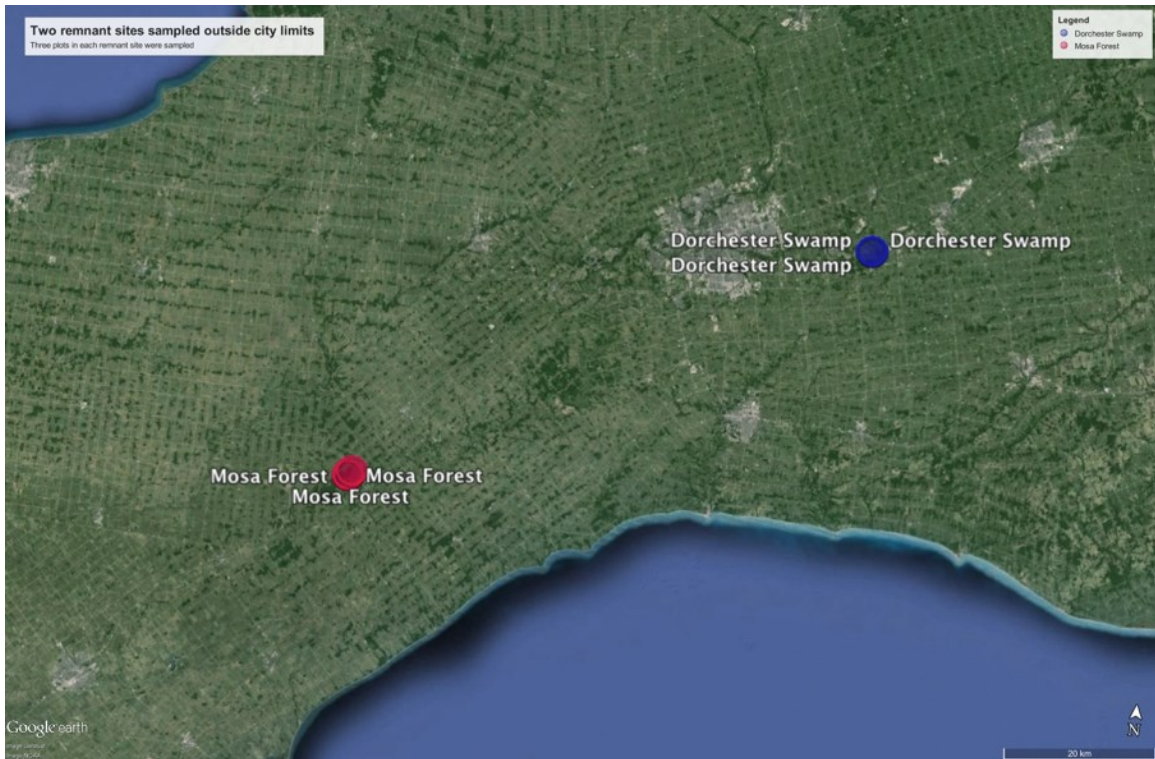 Two remnant sites sampled outside city limits
Three plots in each remnant site were sampled
Legend
Dorchester Swamp
Mosa Forest
Dorchester Swamp
Dorchester Swamp
Dorchester Swamp
Mosa Forest
Mosa Forest
Mosa Forest
Google earth
N
20 km